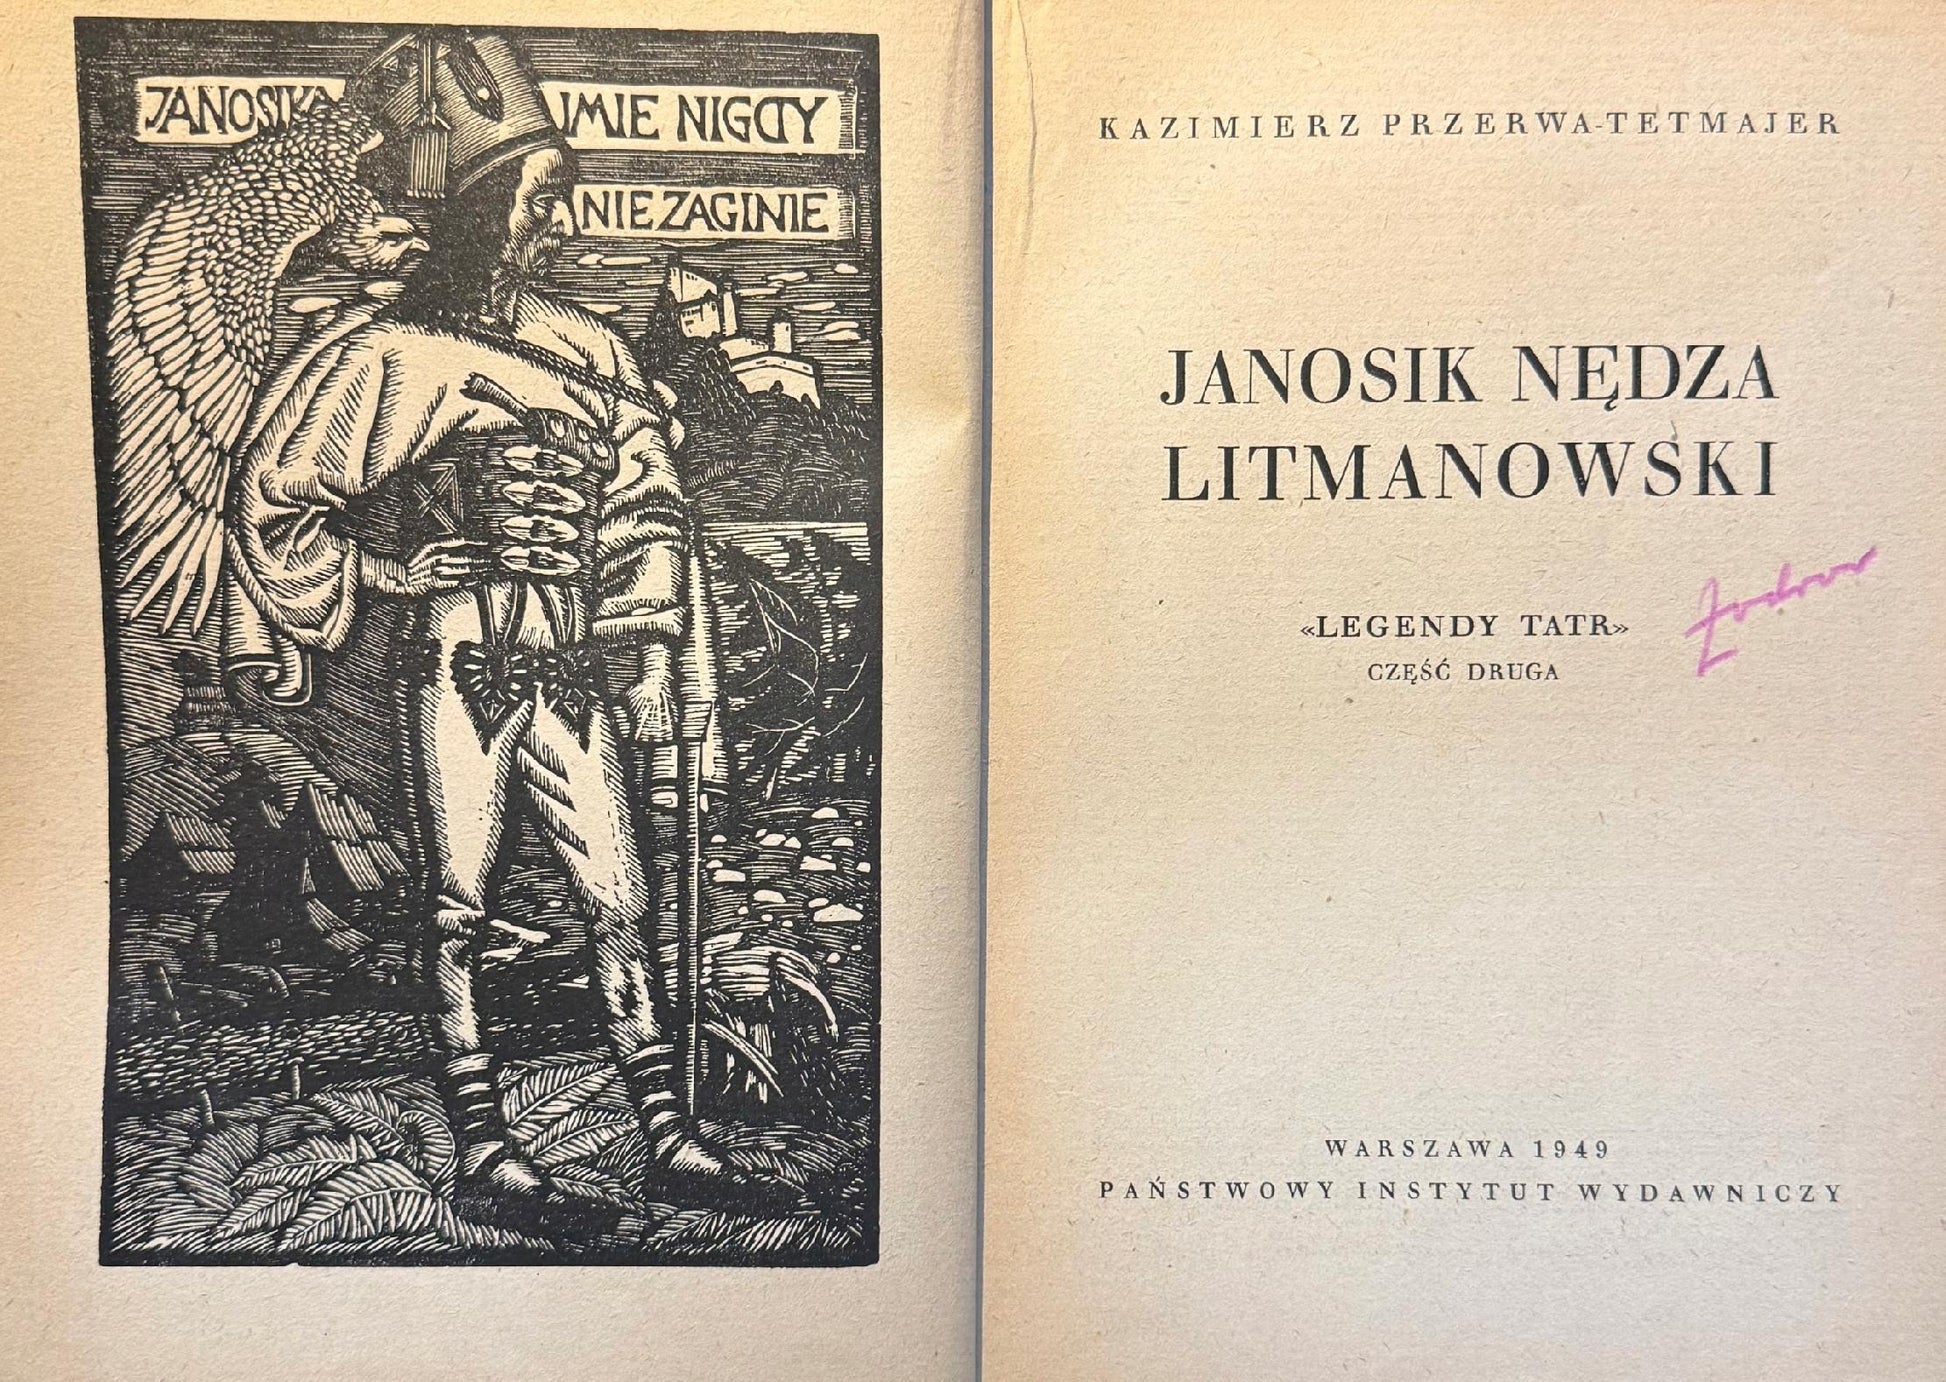 JANOSIKA IMIE NIGDY
NIE ZAGINIE
KAZIMIERZ PRZERWA-TETMAJER
JANOSIK NĘDZA
LITMANOWSKI
«LEGENDY TATR»
CZĘŚĆ DRUGA
WARSZAWA 1949
PAŃSTWOWY INSTYTUT WYDAWNICZY